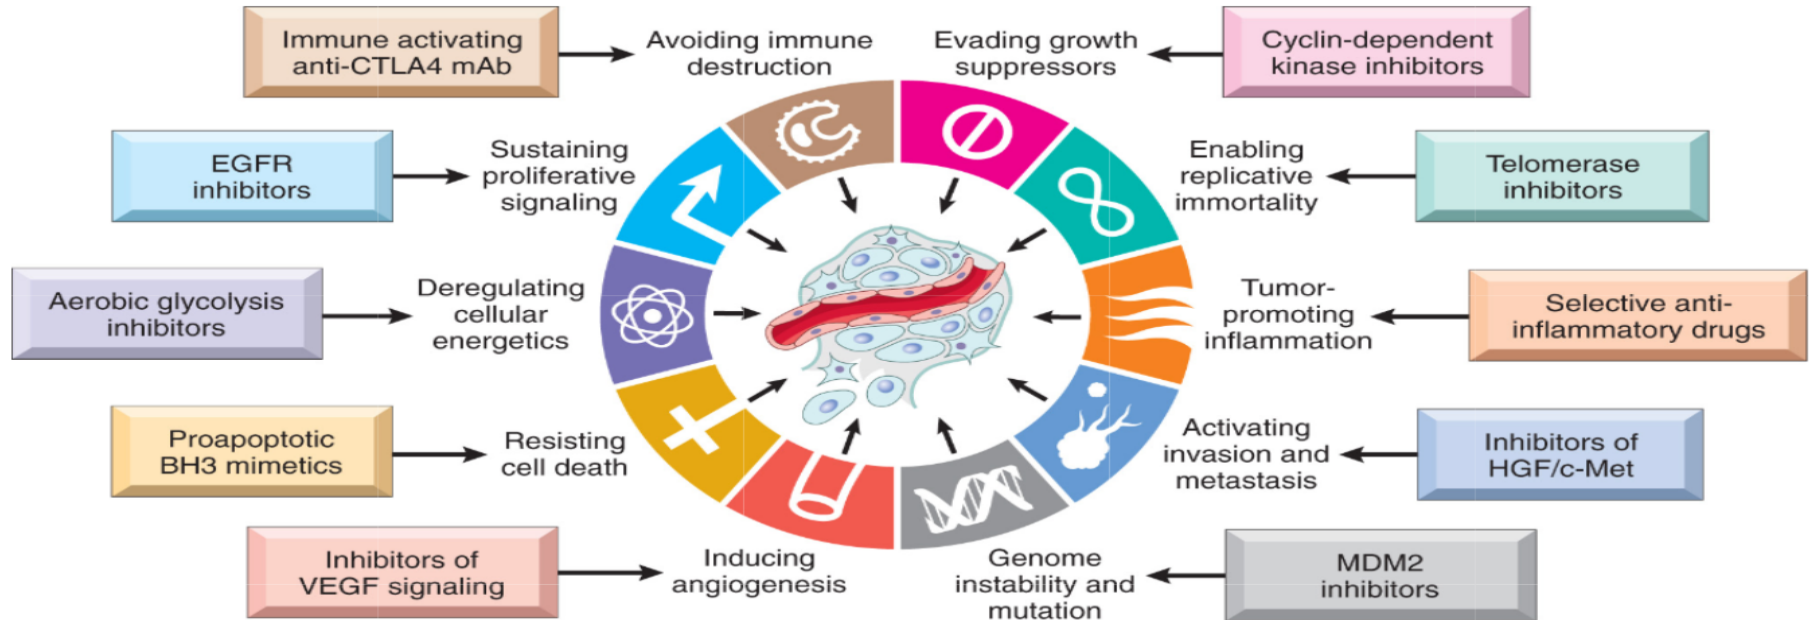 Immune activating
anti-CTLA4 mAb
Avoiding immune
destruction
Evading growth
suppressors
Cyclin-dependent
kinase inhibitors
EGFR
inhibitors
Sustaining
proliferative
signaling
Enabling
replicative
immortality
Telomerase
inhibitors
Aerobic glycolysis
inhibitors
Deregulating
cellular
energetics
Tumor-
promoting
inflammation
Selective anti-
inflammatory drugs
Proapoptotic
BH3 mimetics
Resisting
cell death
Activating
invasion and
metastasis
Inhibitors of
HGF/c-Met
Inhibitors of
VEGF signaling
Inducing
angiogenesis
Genome
instability and
mutation
MDM2
inhibitors